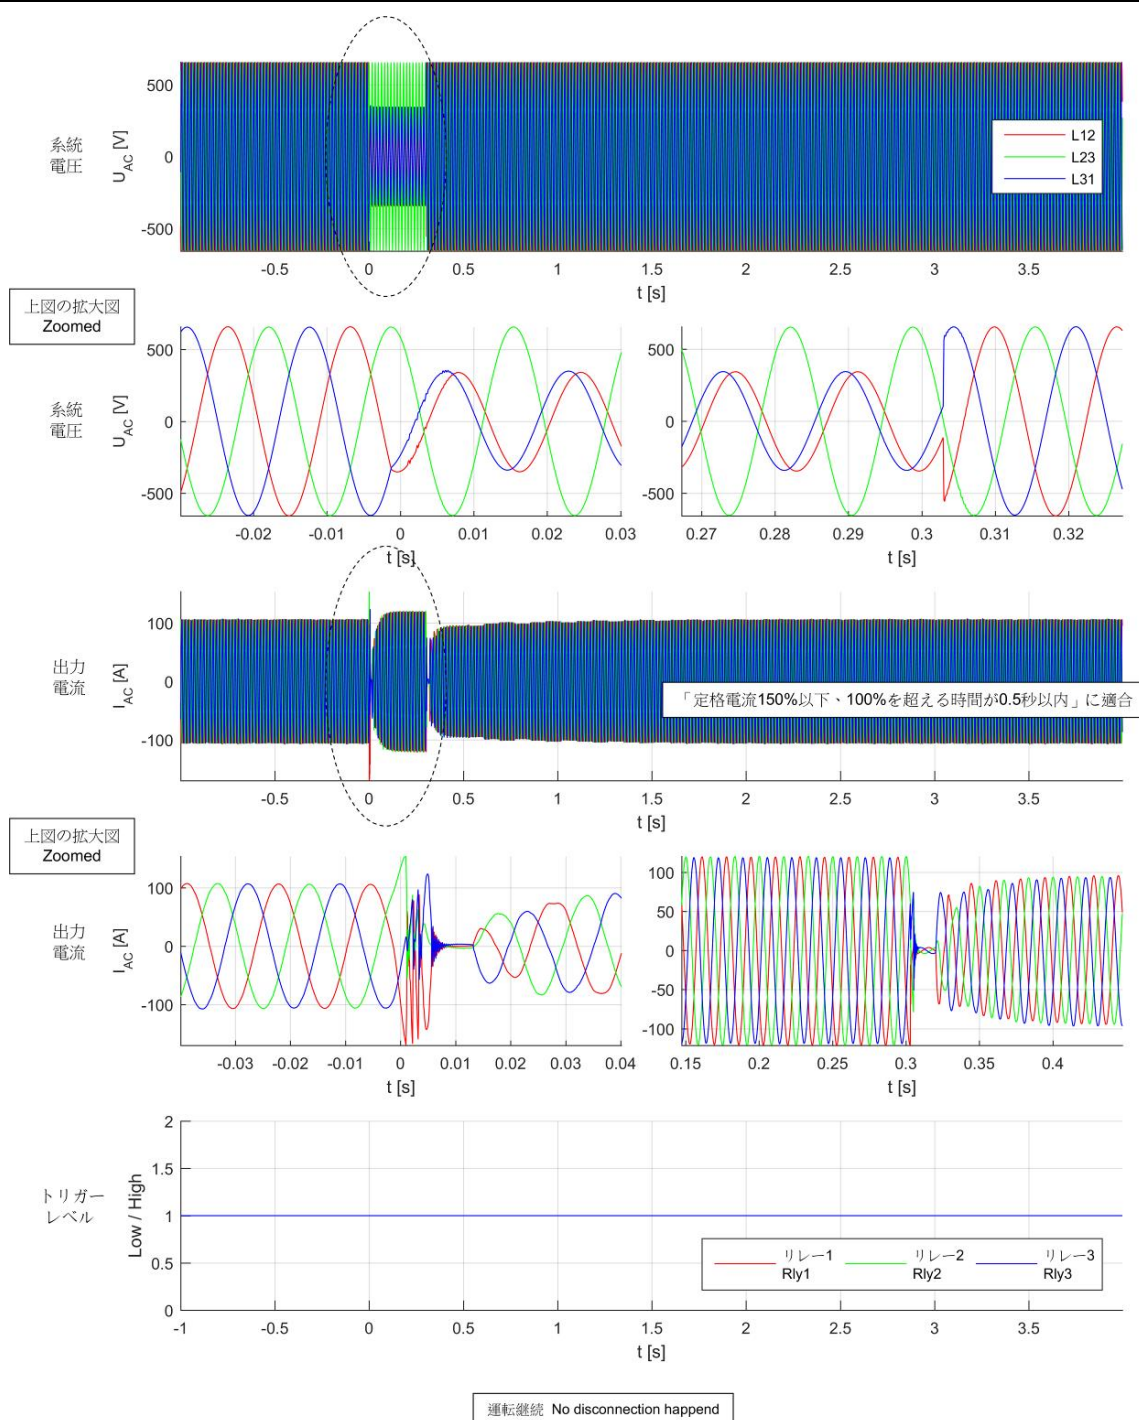 系統
電圧
U_AC [V]
500
0
-500
L12
L23
L31
-0.5 0 0.5 1 1.5 2 2.5 3 3.5
t [s]
上図の拡大図
Zoomed
系統
電圧
U_AC [V]
500
0
-500
-0.02 -0.01 0 0.01 0.02 0.03
t [s]
0.27 0.28 0.29 0.3 0.31 0.32
t [s]
出力
電流
I_AC [A]
100
0
-100
「定格電流150%以下、100%を超える時間が0.5秒以内」に適合
-0.5 0 0.5 1 1.5 2 2.5 3 3.5
t [s]
上図の拡大図
Zoomed
出力
電流
I_AC [A]
100
0
-100
-0.03 -0.02 -0.01 0 0.01 0.02 0.03 0.04
t [s]
100
50
0
-50
-100
0.15 0.2 0.25 0.3 0.35 0.4
t [s]
トリガー
レベル
Low / High
2
1.5
1
0.5
0
リレー1
Rly1
リレー2
Rly2
リレー3
Rly3
-1 -0.5 0 0.5 1 1.5 2 2.5 3 3.5
t [s]
運転継続 No disconnection happend